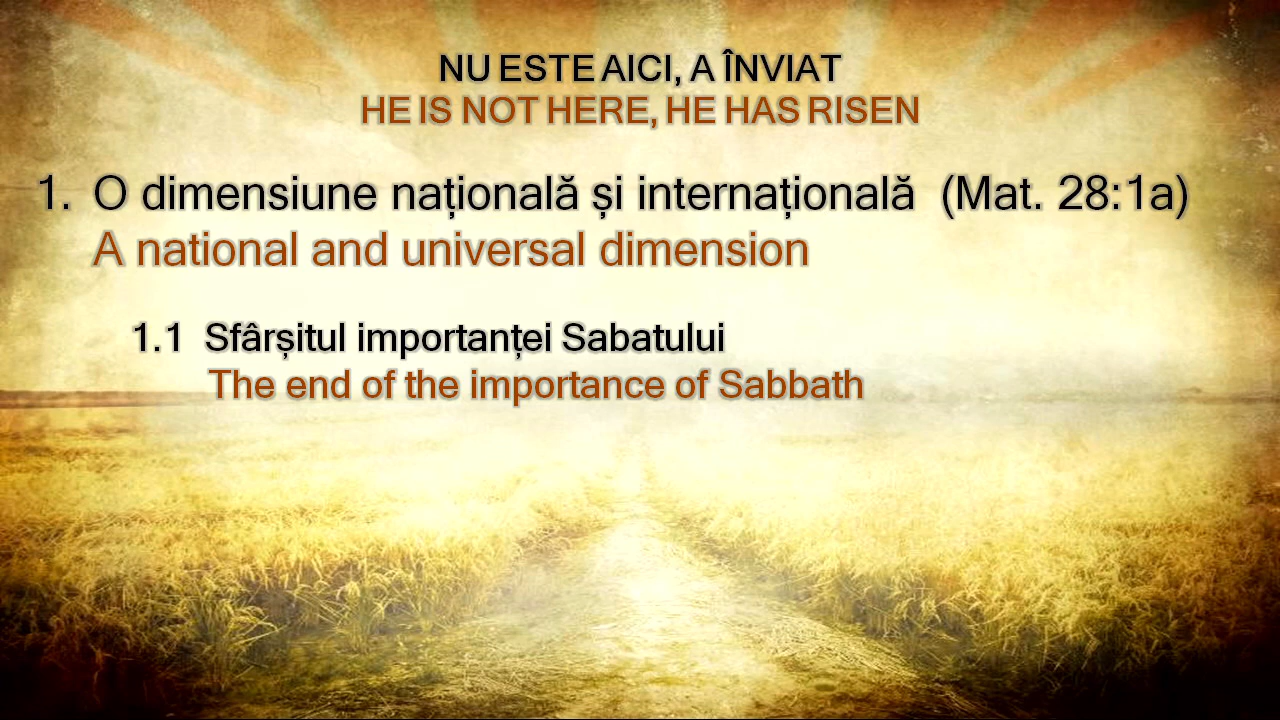 NU ESTE AICI, A ÎNVIAT
HE IS NOT HERE, HE HAS RISEN
1. O dimensiune națională și internațională (Mat. 28:1a)
A national and universal dimension
1.1 Sfârșitul importanței Sabatului
The end of the importance of Sabbath